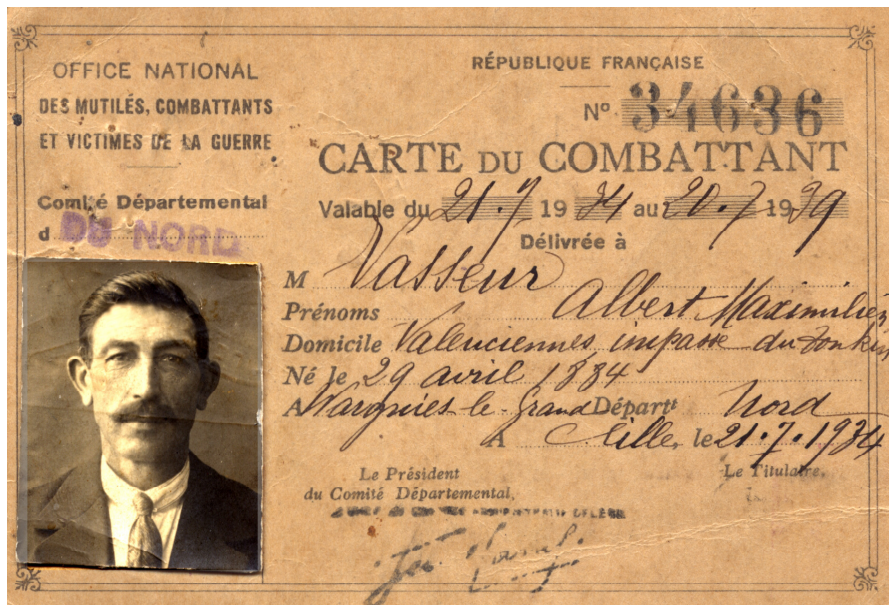 OFFICE NATIONAL
DES MUTILÉS, COMBATTANTS
ET VICTIMES DE LA GUERRE
Comité Départemental
d DU NORD
RÉPUBLIQUE FRANÇAISE
Nº 34636
CARTE DU COMBATTANT
Valable du 21.7 1934 au 20.7 1939
Délivrée à
M Vasseur
Prénoms Albert Maximilien
Domicile Valenciennes impasse du Tonkin
Né le 29 avril 1884
A Wargnies-le-Grand Départt Nord
A Lille, le 21.7.1934
Le Président
du Comité Départemental,
Le Titulaire,